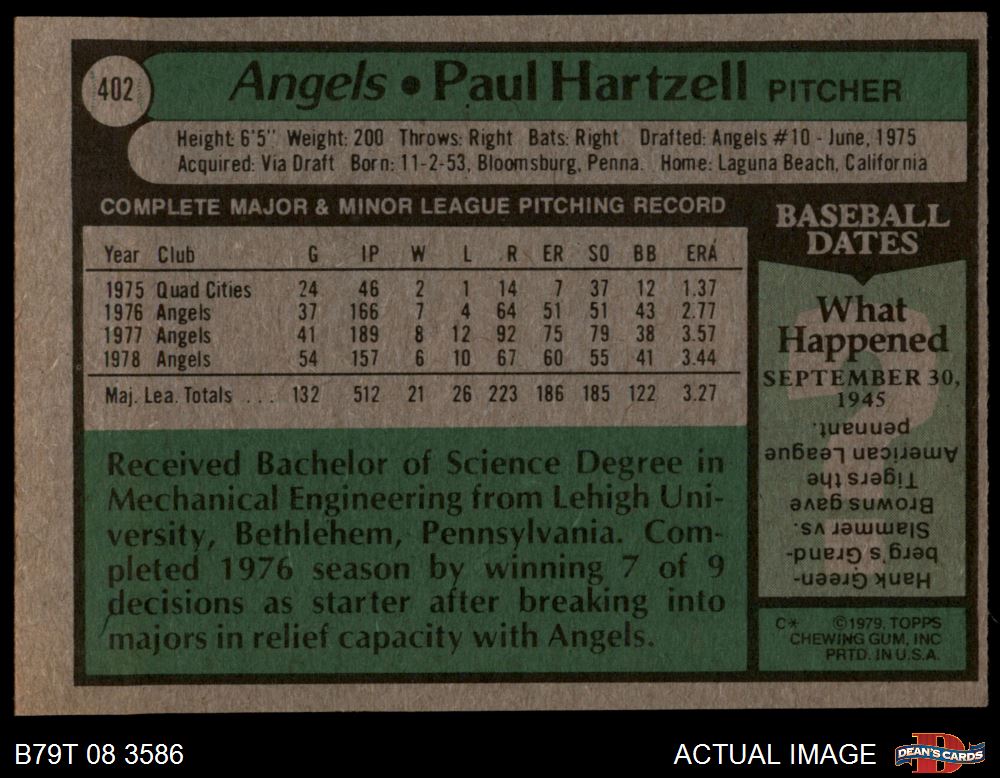 402
Angels • Paul Hartzell PITCHER
Height: 6'5" Weight: 200 Throws: Right Bats: Right Drafted: Angels #10 - June, 1975
Acquired: Via Draft Born: 11-2-53, Bloomsburg, Penna. Home: Laguna Beach, California
COMPLETE MAJOR & MINOR LEAGUE PITCHING RECORD
Year Club G IP W L R ER SO BB ERA
1975 Quad Cities 24 46 2 1 14 7 37 12 1.37
1976 Angels 37 166 7 4 64 51 51 43 2.77
1977 Angels 41 189 8 12 92 75 79 38 3.57
1978 Angels 54 157 6 10 67 60 55 41 3.44
Maj. Lea. Totals ... 132 512 21 26 223 186 185 122 3.27
Received Bachelor of Science Degree in
Mechanical Engineering from Lehigh Uni-
versity, Bethlehem, Pennsylvania. Com-
pleted 1976 season by winning 7 of 9
decisions as starter after breaking into
majors in relief capacity with Angels.
BASEBALL
DATES
What
Happened
SEPTEMBER 30,
1945
Hank Green-
berg's Grand-
Slammer vs.
Browns gave
Tigers the
American League
pennant.
C* ©1979, TOPPS
CHEWING GUM, INC
PRTD. IN U.S.A.
B79T 08 3586
ACTUAL IMAGE
DEAN'S CARDS